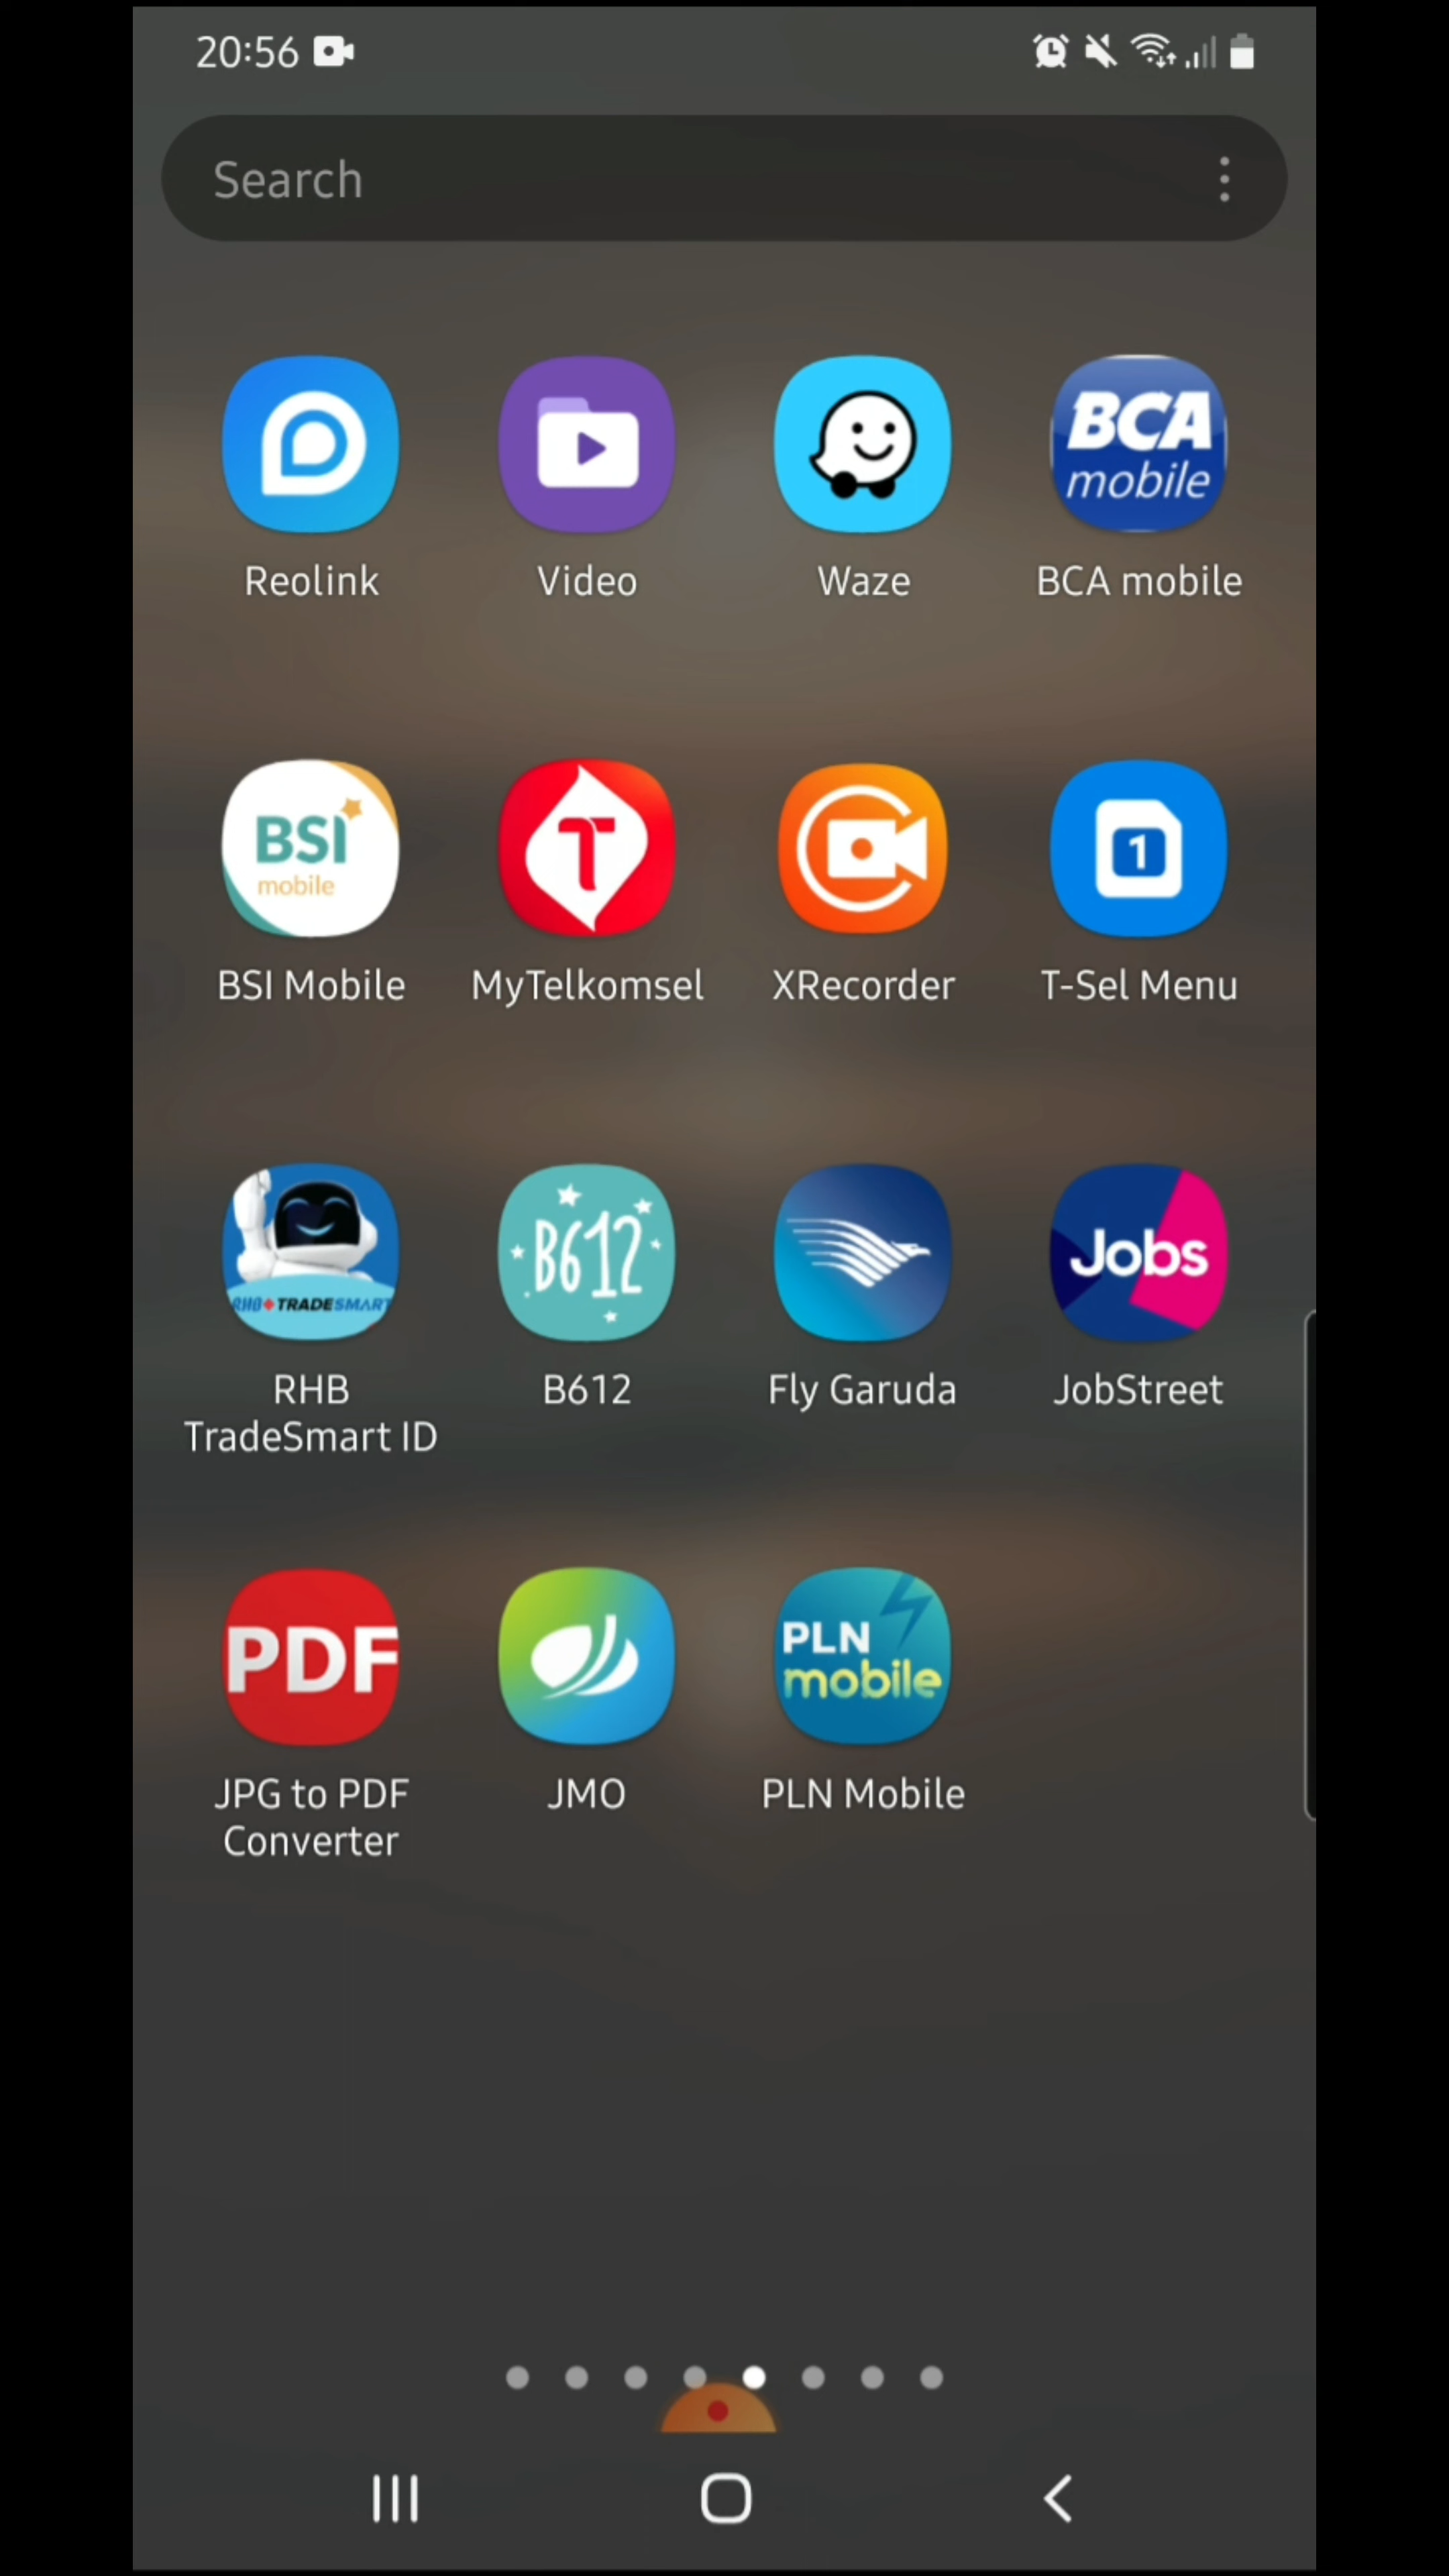 20:56
Search
BCA
mobile
Reolink
Video
Waze
BCA mobile
BSI
mobile
T
1
BSI Mobile
MyTelkomsel
XRecorder
T-Sel Menu
RHB TRADESMART
B612
Jobs
RHB
TradeSmart ID
B612
Fly Garuda
JobStreet
PDF
PLN
mobile
JPG to PDF
Converter
JMO
PLN Mobile